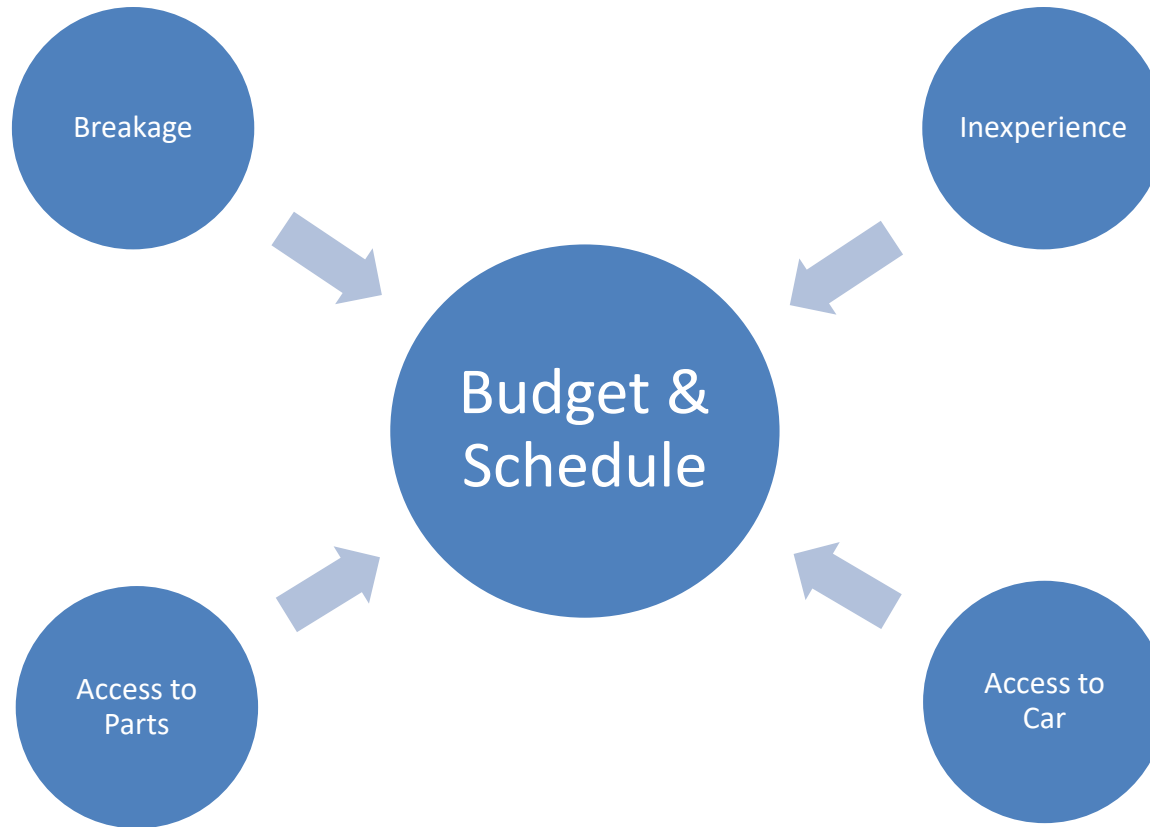 Breakage
Inexperience
Budget &
Schedule
Access to
Parts
Access to
Car